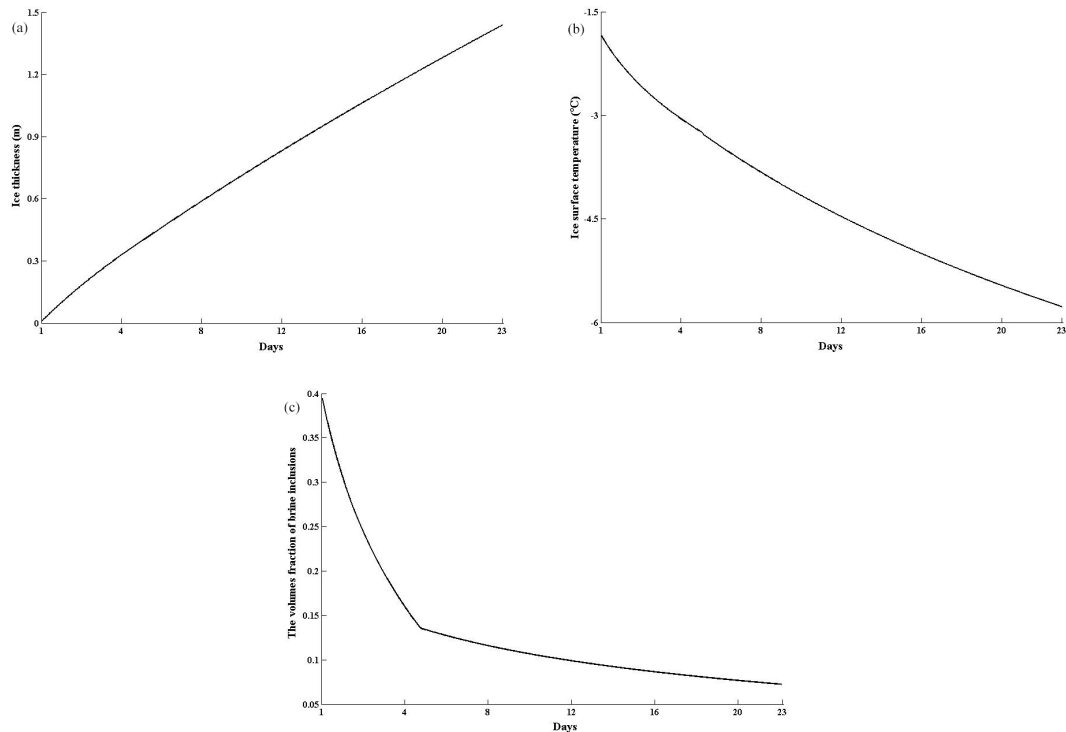 (a)
1.5
1.2
0.9
0.6
0.3
0
Ice thickness (m)
1 4 8 12 16 20 23
Days
(b)
-1.5
-3
-4.5
-6
Ice surface temperature (°C)
1 4 8 12 16 20 23
Days
(c)
0.4
0.35
0.3
0.25
0.2
0.15
0.1
0.05
The volumes fraction of brine inclusions
1 4 8 12 16 20 23
Days